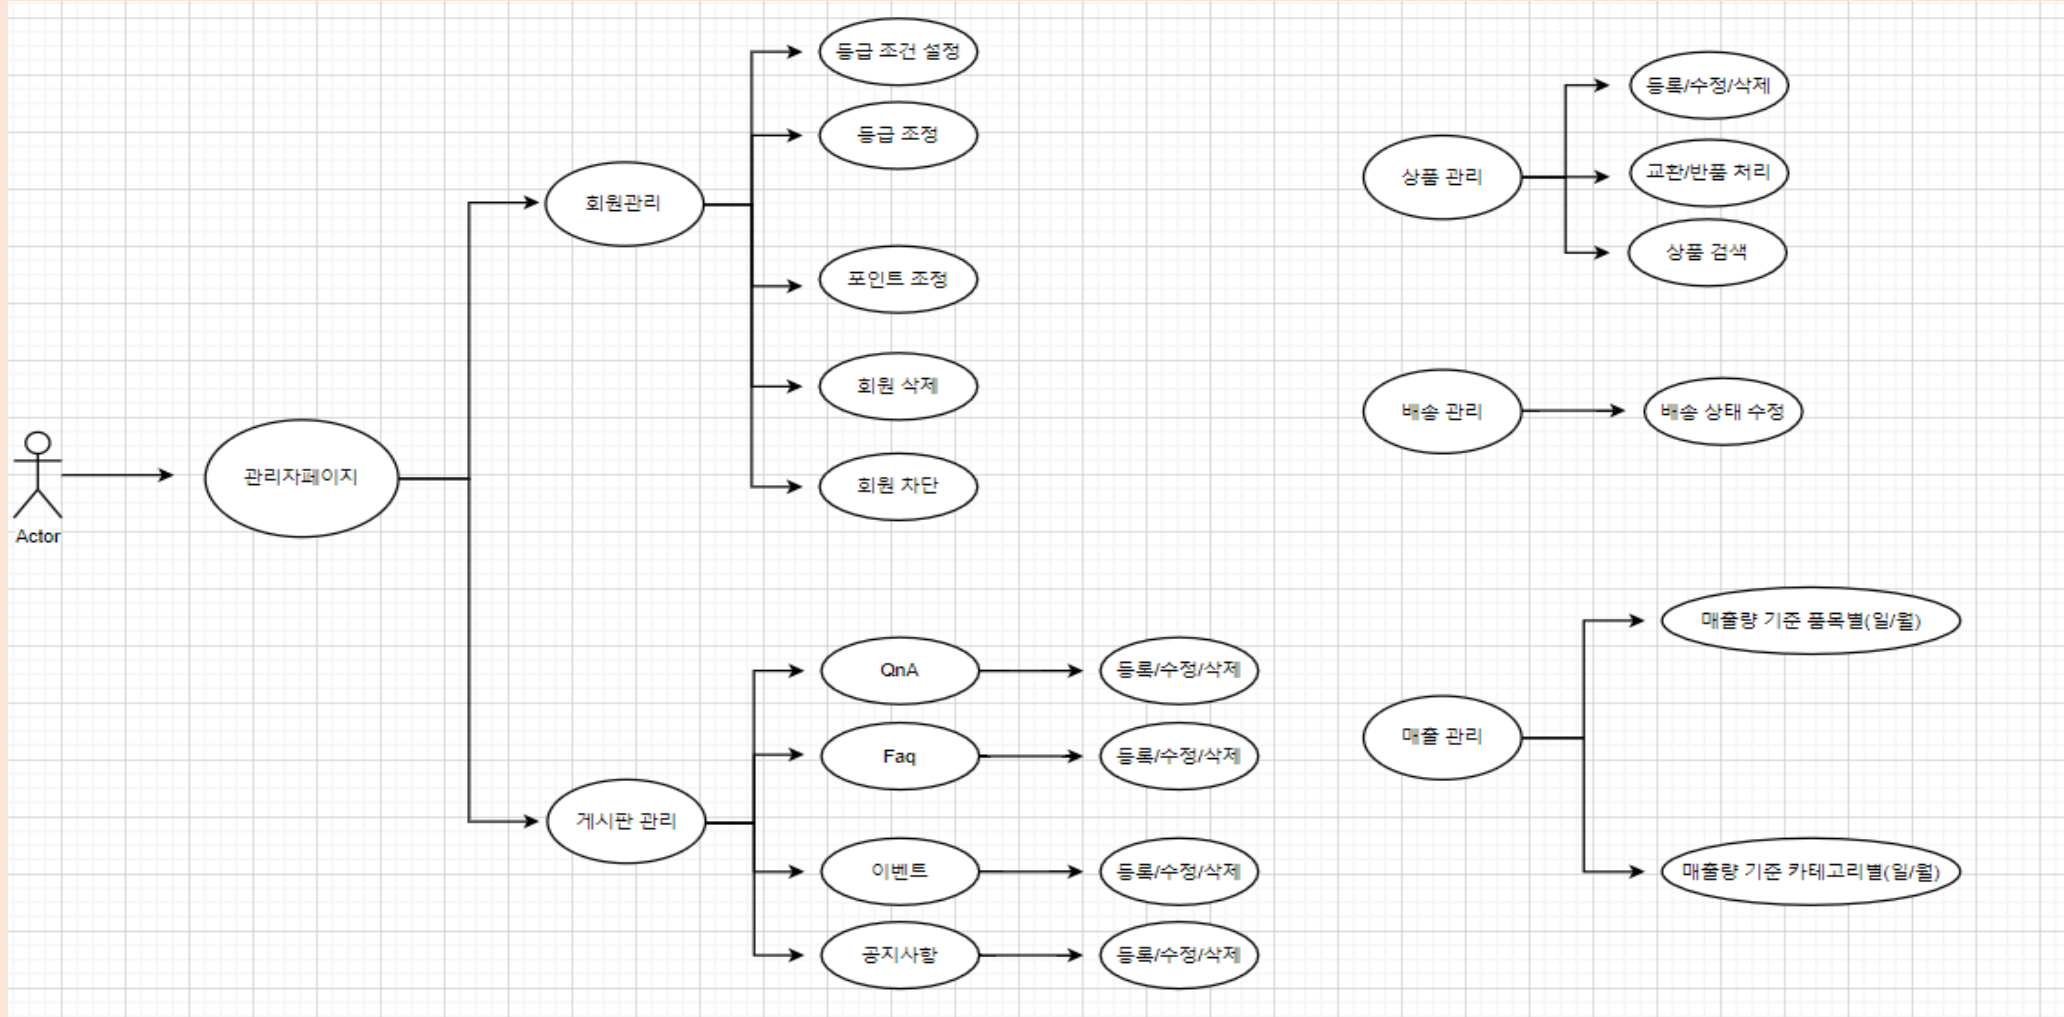 Actor
관리자페이지
회원관리
등급 조건 설정
등급 조정
포인트 조정
회원 삭제
회원 차단
게시판 관리
QnA
등록/수정/삭제
Faq
등록/수정/삭제
이벤트
등록/수정/삭제
공지사항
등록/수정/삭제
상품 관리
등록/수정/삭제
교환/반품 처리
상품 검색
배송 관리
배송 상태 수정
매출 관리
매출량 기준 품목별(일/월)
매출량 기준 카테고리별(일/월)